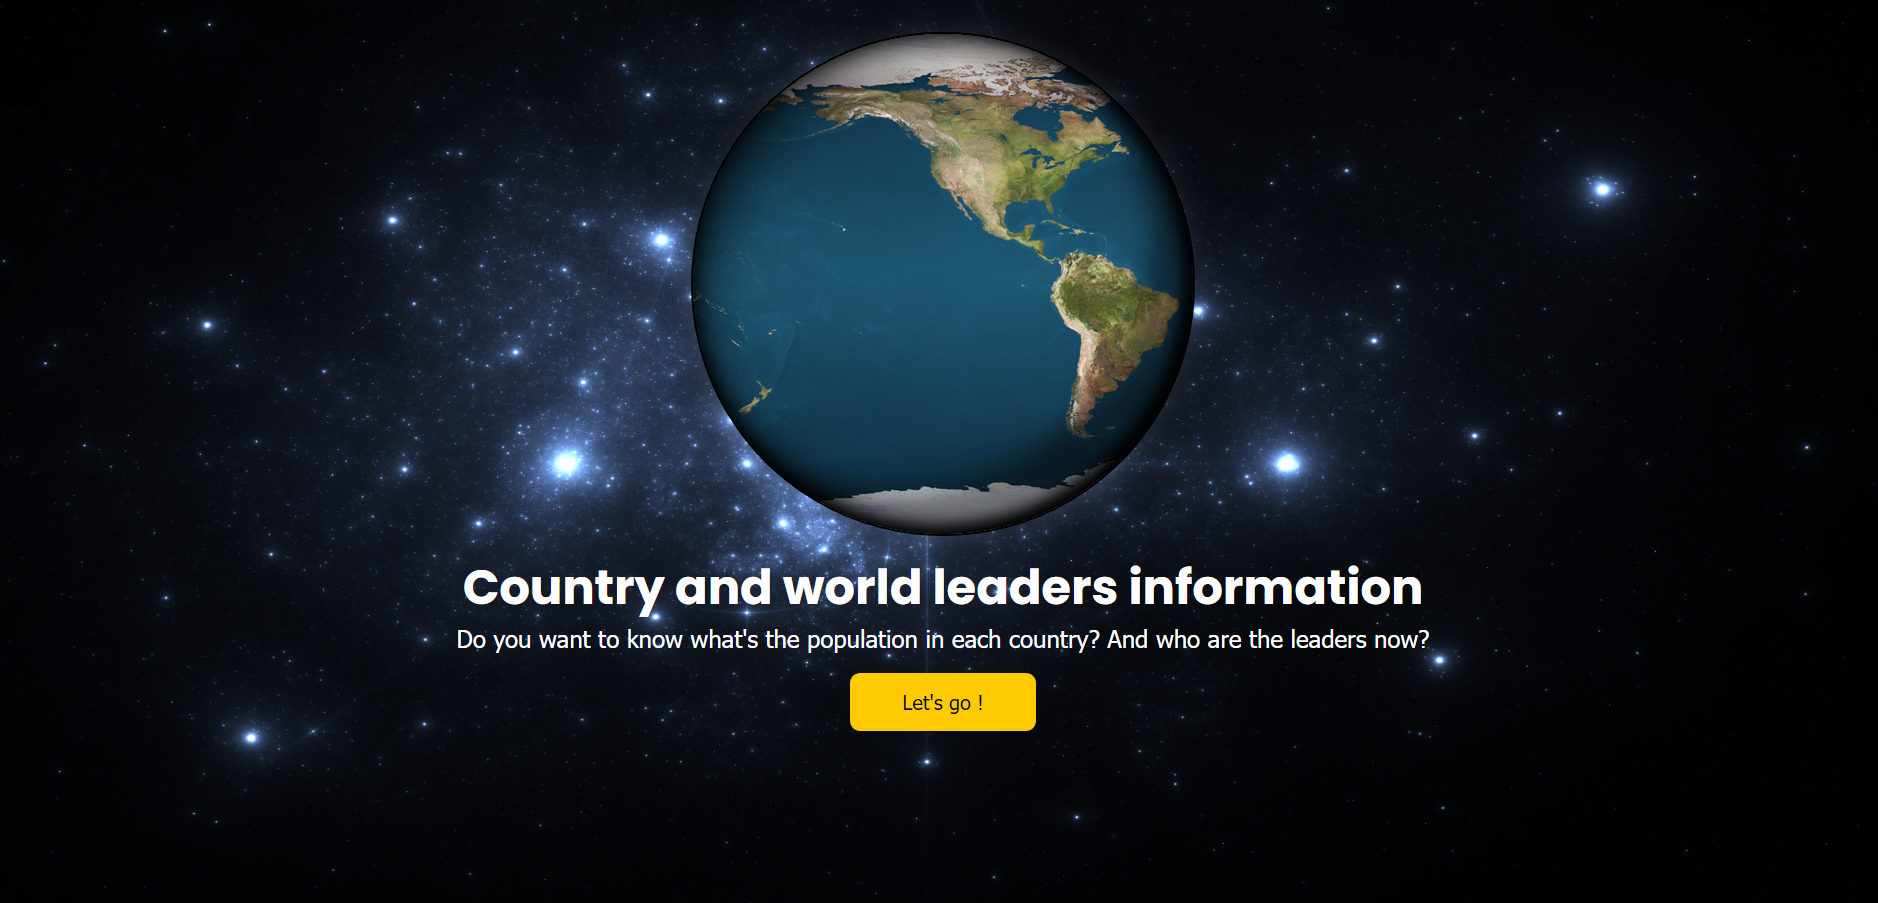 Country and world leaders information
Do you want to know what's the population in each country? And who are the leaders now?
Let's go !